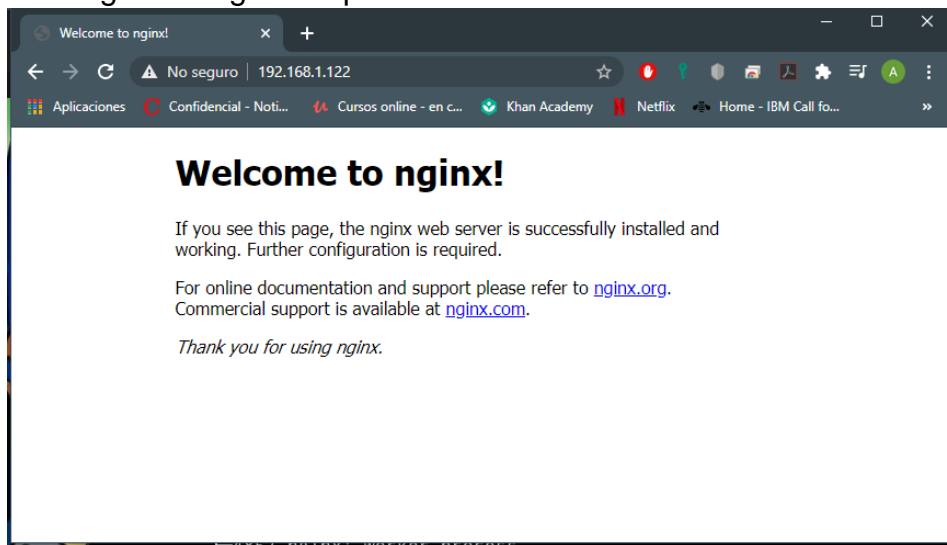 Welcome to nginx!
No seguro | 192.168.1.122
A
Aplicaciones
Confidencial - Noti...
Cursos online - en c...
Khan Academy
Netflix
Home - IBM Call fo...
»
Welcome to nginx!
If you see this page, the nginx web server is successfully installed and
working. Further configuration is required.
For online documentation and support please refer to nginx.org.
Commercial support is available at nginx.com.
Thank you for using nginx.